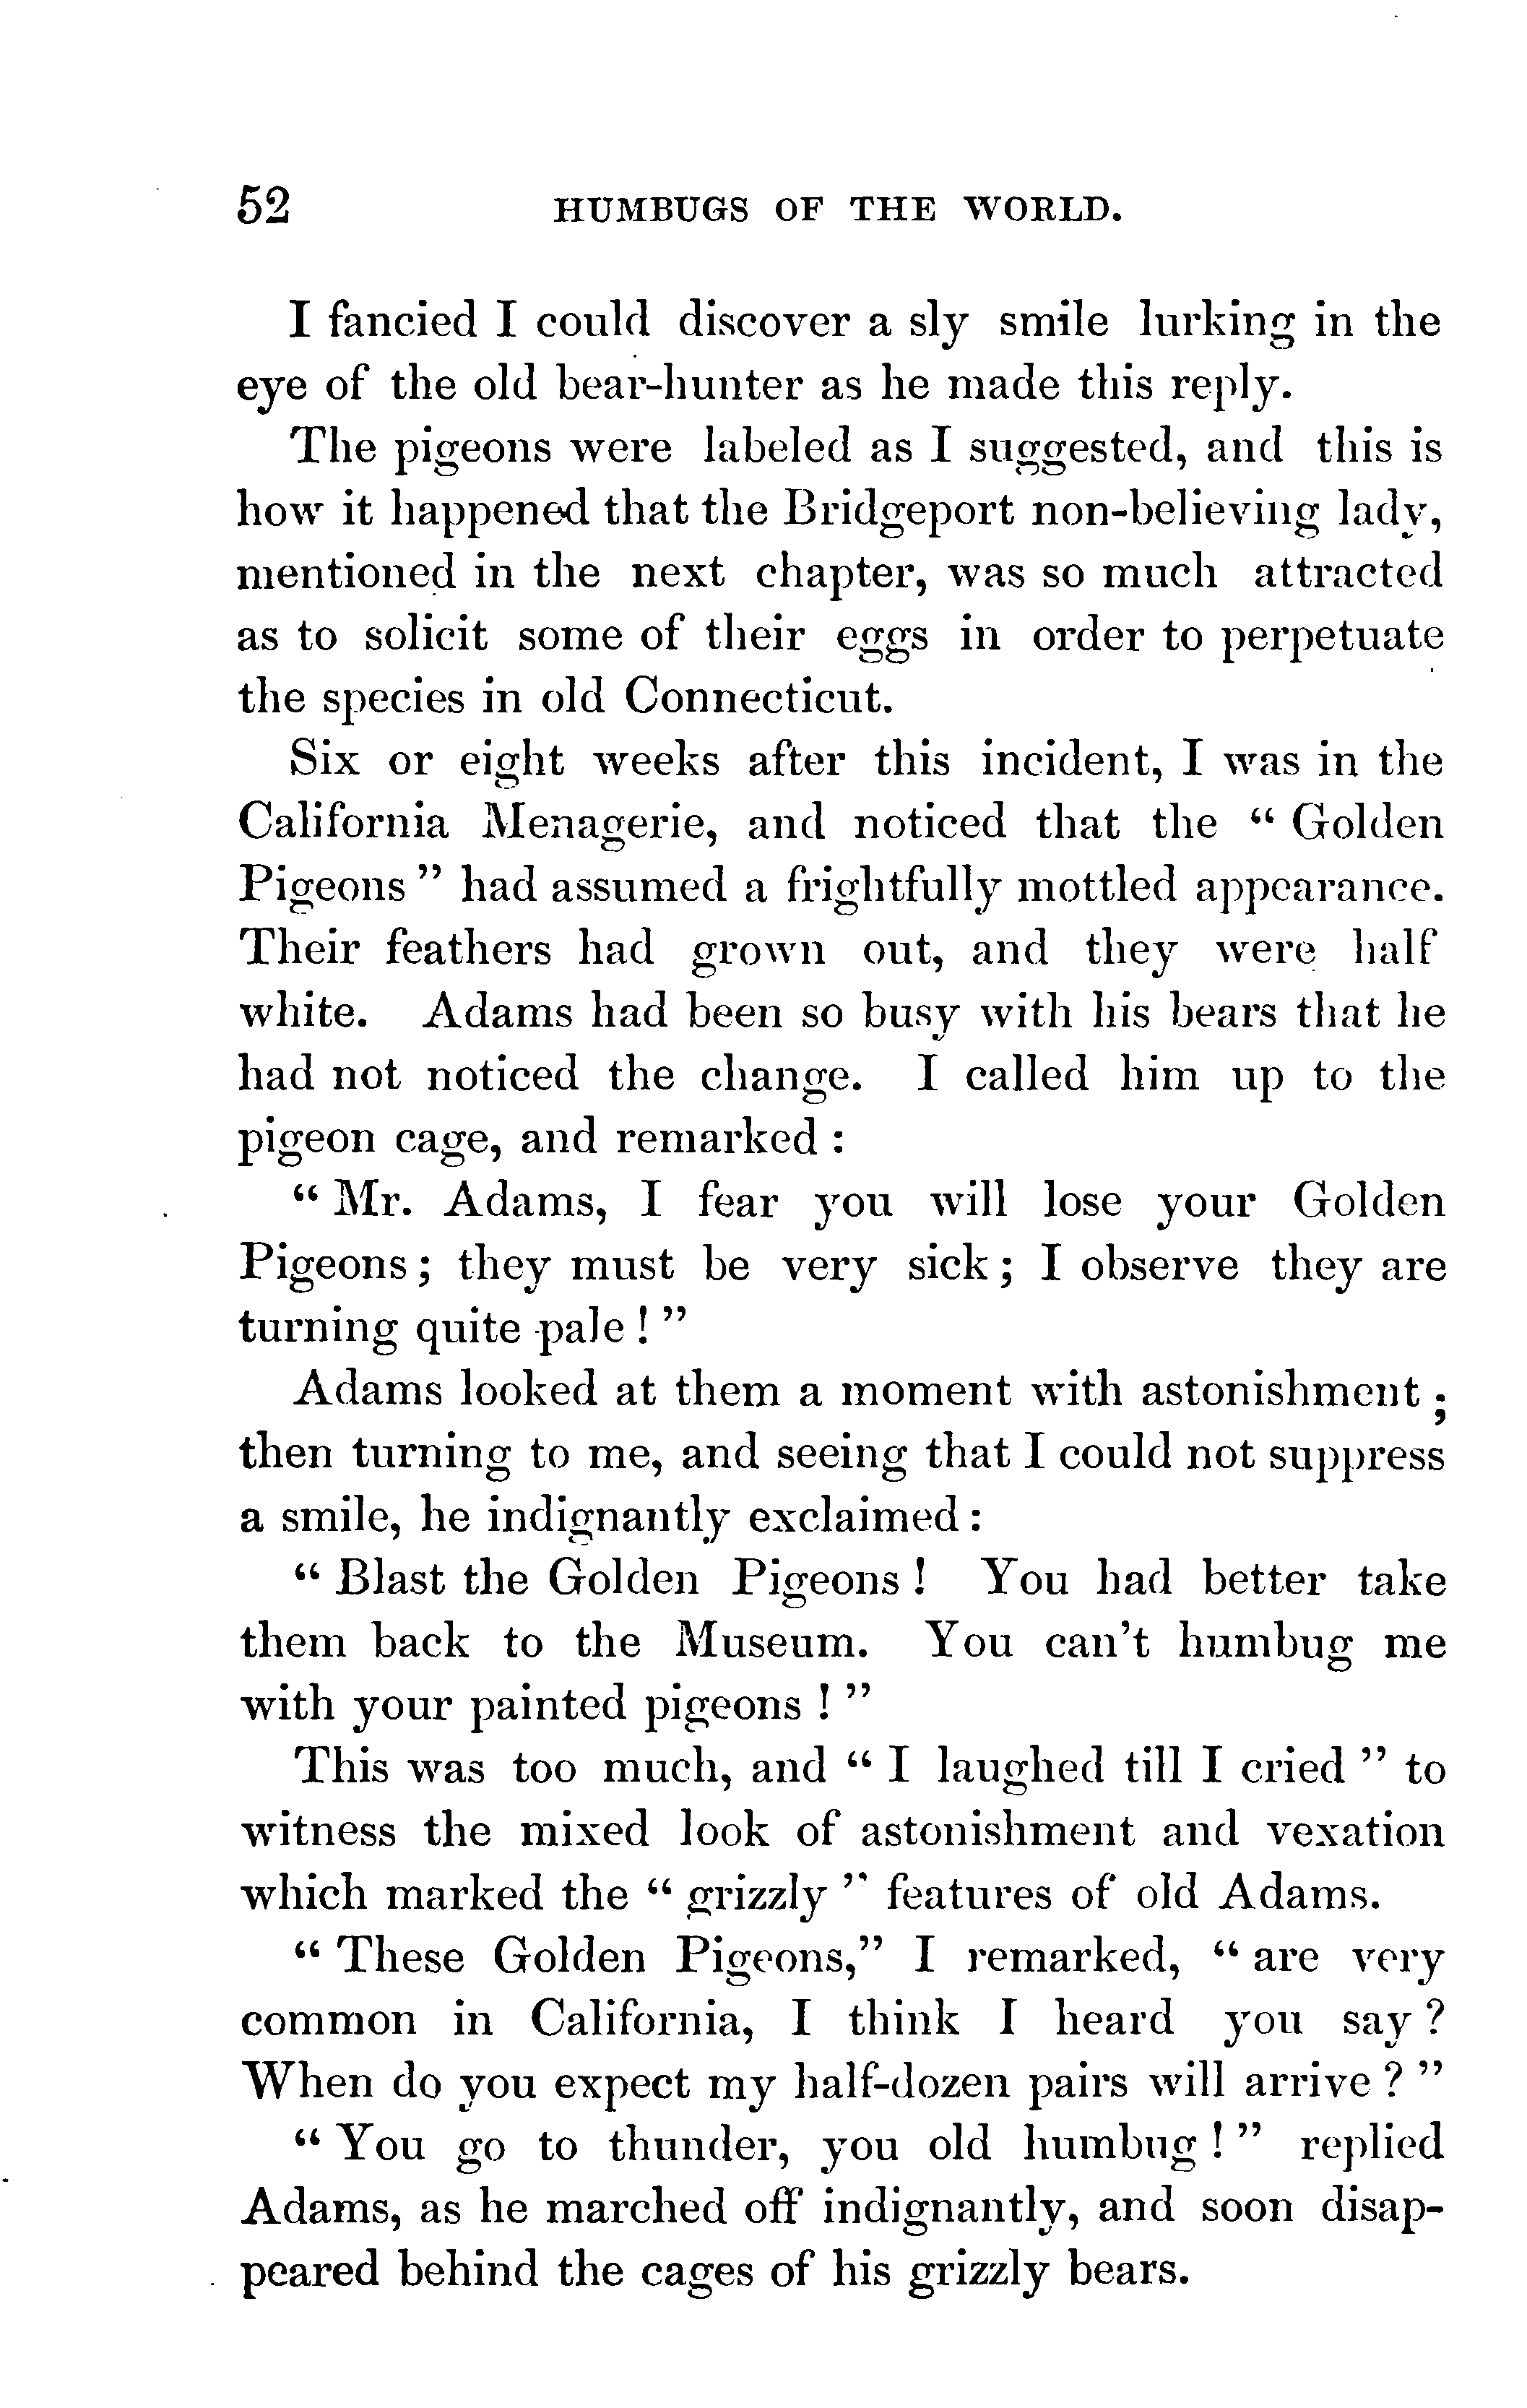 52 HUMBUGS OF THE WORLD.
I fancied I could discover a sly smile lurking in the
eye of the old bear-hunter as he made this reply.
The pigeons were labeled as I suggested, and this is
how it happened that the Bridgeport non-believing lady,
mentioned in the next chapter, was so much attracted
as to solicit some of their eggs in order to perpetuate
the species in old Connecticut.
Six or eight weeks after this incident, I was in the
California Menagerie, and noticed that the “ Golden
Pigeons ” had assumed a frightfully mottled appearance.
Their feathers had grown out, and they were half
white. Adams had been so busy with his bears that he
had not noticed the change. I called him up to the
pigeon cage, and remarked :
“ Mr. Adams, I fear you will lose your Golden
Pigeons ; they must be very sick ; I observe they are
turning quite pale ! ”
Adams looked at them a moment with astonishment ;
then turning to me, and seeing that I could not suppress
a smile, he indignantly exclaimed :
“ Blast the Golden Pigeons ! You had better take
them back to the Museum. You can’t humbug me
with your painted pigeons ! ”
This was too much, and “ I laughed till I cried ” to
witness the mixed look of astonishment and vexation
which marked the “ grizzly ” features of old Adams.
“ These Golden Pigeons,” I remarked, “ are very
common in California, I think I heard you say ?
When do you expect my half-dozen pairs will arrive ? ”
“ You go to thunder, you old humbug ! ” replied
Adams, as he marched off indignantly, and soon disap-
peared behind the cages of his grizzly bears.